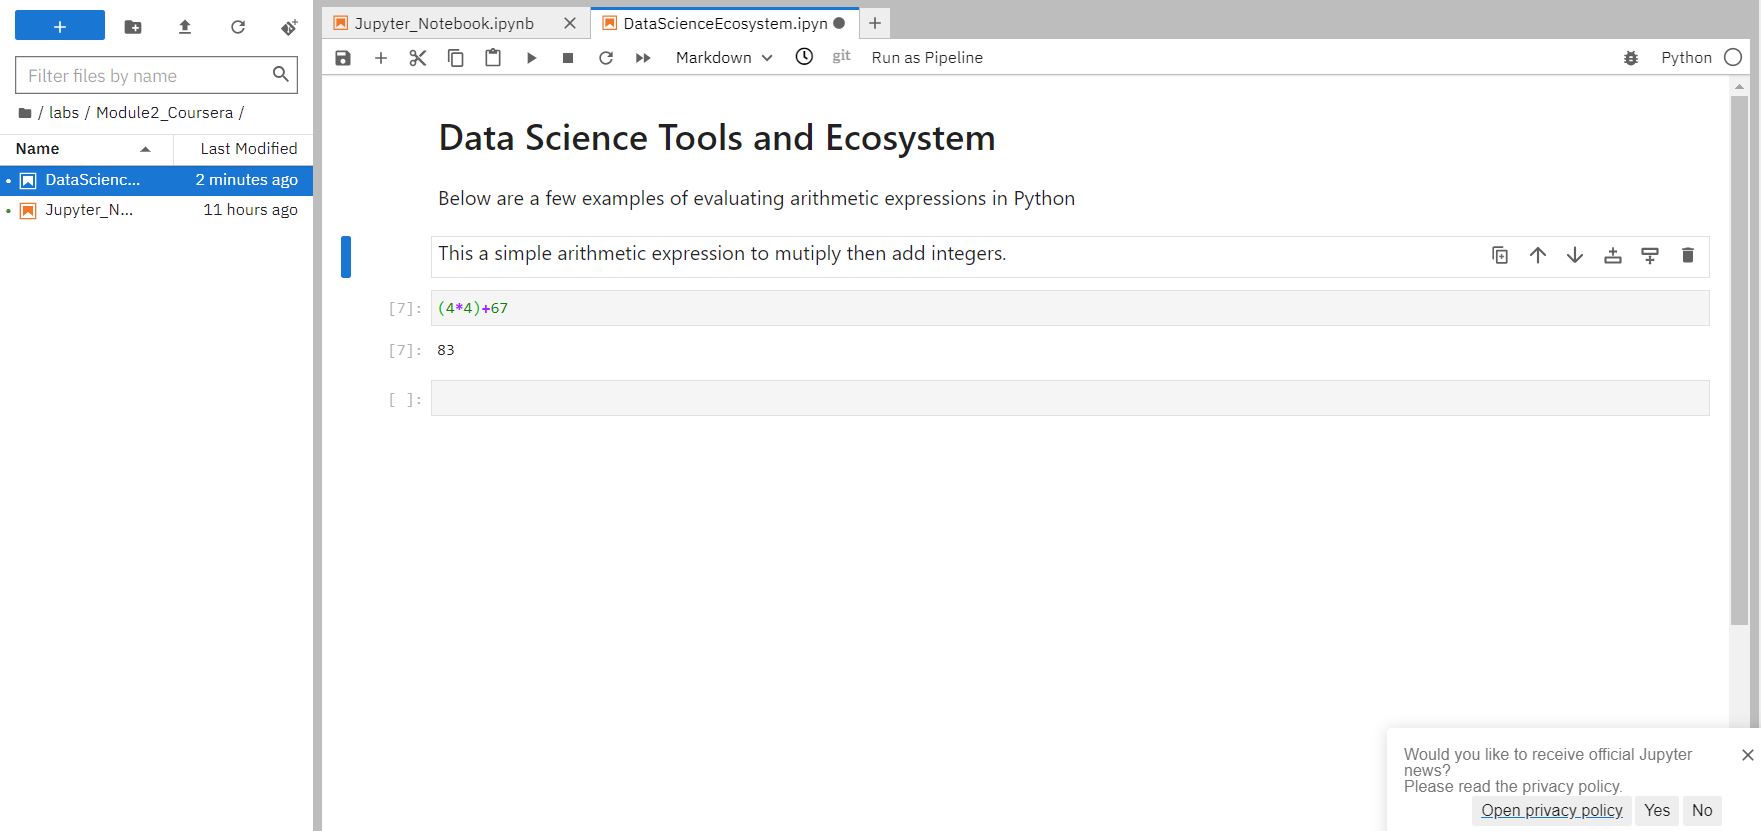 +
Filter files by name
/ labs / Module2_Coursera /
Name Last Modified
DataScienc... 2 minutes ago
Jupyter_N... 11 hours ago
Jupyter_Notebook.ipynb
DataScienceEcosystem.ipyn
+
Markdown
git
Run as Pipeline
Python
Data Science Tools and Ecosystem
Below are a few examples of evaluating arithmetic expressions in Python
This a simple arithmetic expression to mutiply then add integers.
[7]: (4*4)+67
[7]: 83
[ ]:
Would you like to receive official Jupyter
news?
Please read the privacy policy.
Open privacy policy Yes No